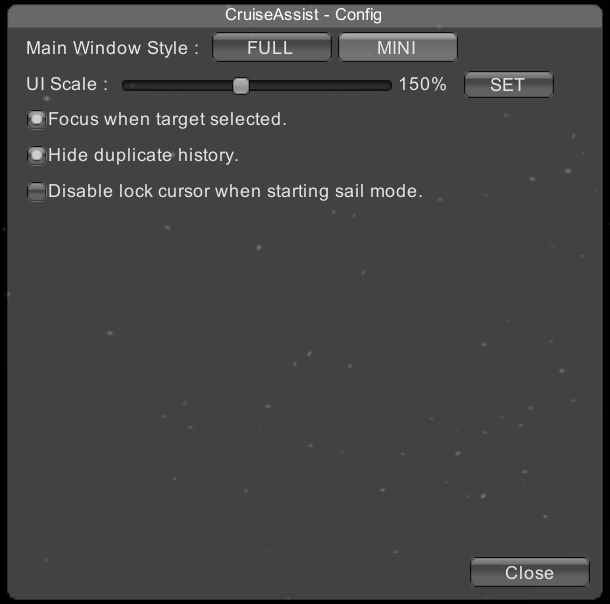 CruiseAssist - Config
Main Window Style : FULL MINI
UI Scale : 150% SET
Focus when target selected.
Hide duplicate history.
Disable lock cursor when starting sail mode.
Close